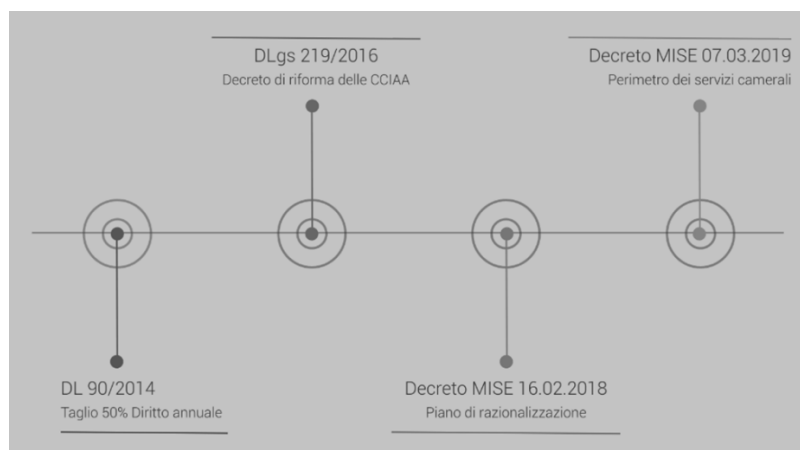 DLgs 219/2016
Decreto di riforma delle CCIAA
Decreto MISE 07.03.2019
Perimetro dei servizi camerali
DL 90/2014
Taglio 50% Diritto annuale
Decreto MISE 16.02.2018
Piano di razionalizzazione